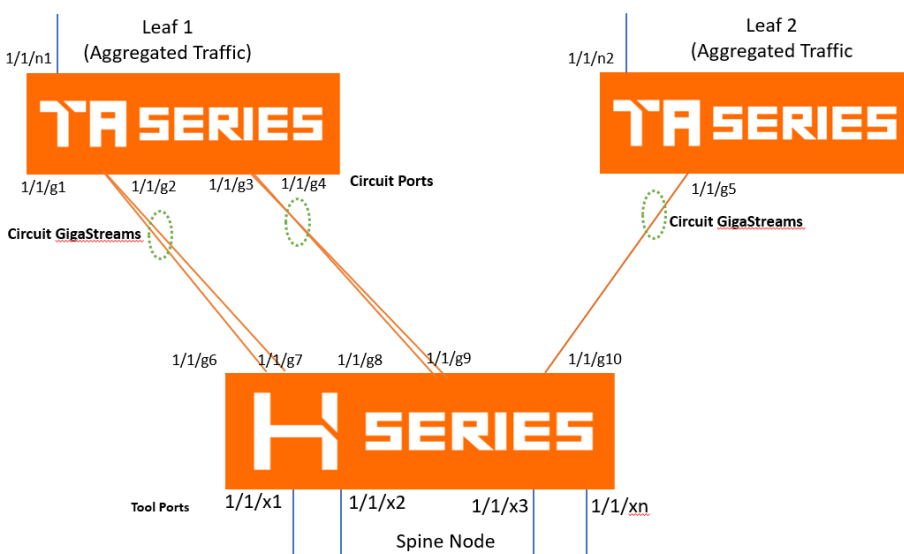 Leaf 1
(Aggregated Traffic)
1/1/n1
Leaf 2
(Aggregated Traffic
1/1/n2
TA SERIES
TA SERIES
1/1/g1
1/1/g2
1/1/g3
1/1/g4
Circuit Ports
1/1/g5
Circuit GigaStreams
Circuit GigaStreams
1/1/g6
1/1/g7
1/1/g8
1/1/g9
1/1/g10
H SERIES
Tool Ports
1/1/x1
1/1/x2
1/1/x3
1/1/xn
Spine Node